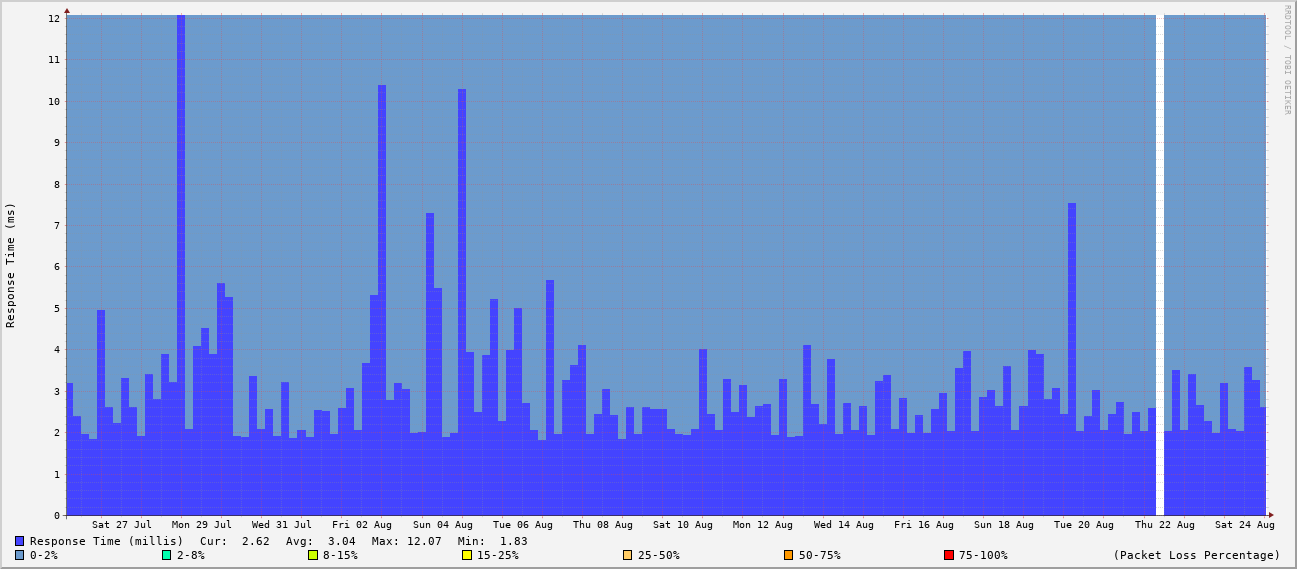 RRDTOOL / TOBI OETIKER
Response Time (ms)
12
11
10
9
8
7
6
5
4
3
2
1
0
Sat 27 Jul Mon 29 Jul Wed 31 Jul Fri 02 Aug Sun 04 Aug Tue 06 Aug Thu 08 Aug Sat 10 Aug Mon 12 Aug Wed 14 Aug Fri 16 Aug Sun 18 Aug Tue 20 Aug Thu 22 Aug Sat 24 Aug
Response Time (millis) Cur: 2.62 Avg: 3.04 Max: 12.07 Min: 1.83
0-2% 2-8% 8-15% 15-25% 25-50% 50-75% 75-100% (Packet Loss Percentage)